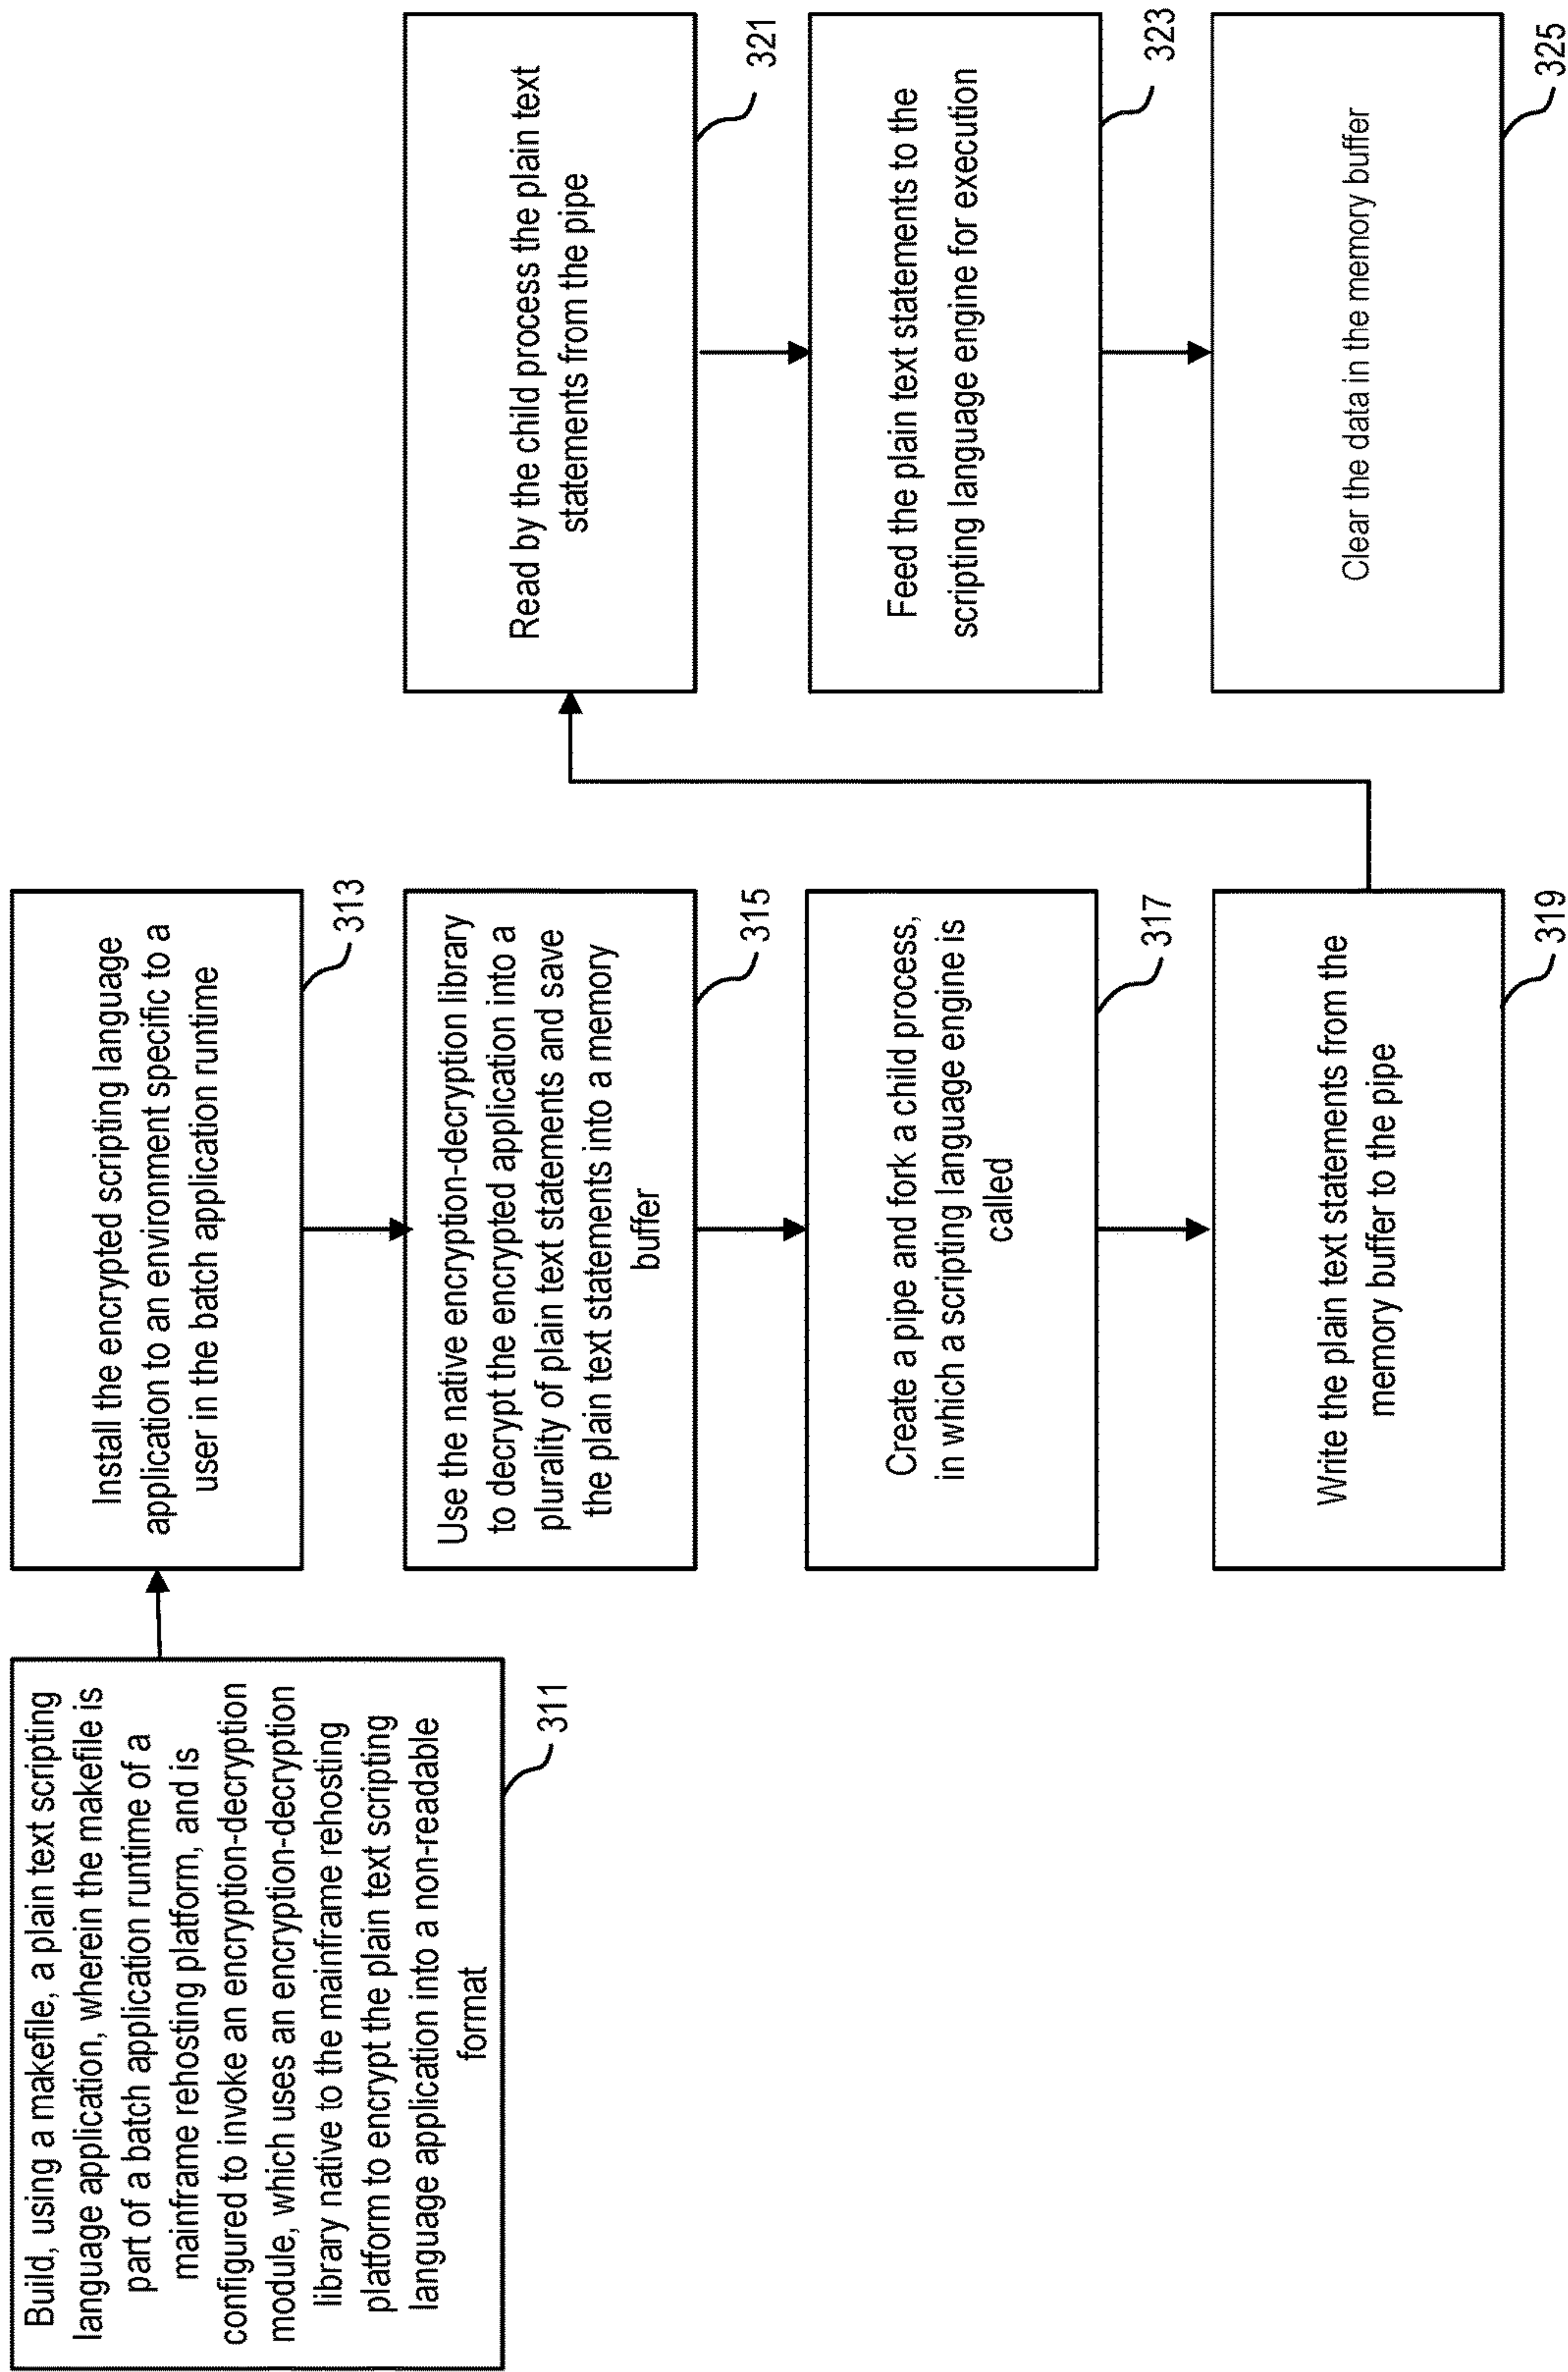 Build, using a makefile, a plain text scripting
language application, wherein the makefile is
part of a batch application runtime of a
mainframe rehosting platform, and is
configured to invoke an encryption-decryption
module, which uses an encryption-decryption
library native to the mainframe rehosting
platform to encrypt the plain text scripting
language application into a non-readable
format
311
Install the encrypted scripting language
application to an environment specific to a
user in the batch application runtime
313
Use the native encryption-decryption library
to decrypt the encrypted application into a
plurality of plain text statements and save
the plain text statements into a memory
buffer
315
Create a pipe and fork a child process,
in which a scripting language engine is
called
317
Write the plain text statements from the
memory buffer to the pipe
319
Read by the child process the plain text
statements from the pipe
321
Feed the plain text statements to the
scripting language engine for execution
323
Clear the data in the memory buffer
325